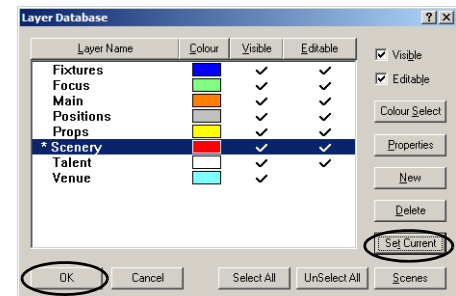 Layer Database
? ×
Layer Name Colour Visible Editable
Fixtures
Focus
Main
Positions
Props
* Scenery
Talent
Venue
Visible
Editable
Colour Select
Properties
New
Delete
Set Current
OK Cancel Select All UnSelect All Scenes